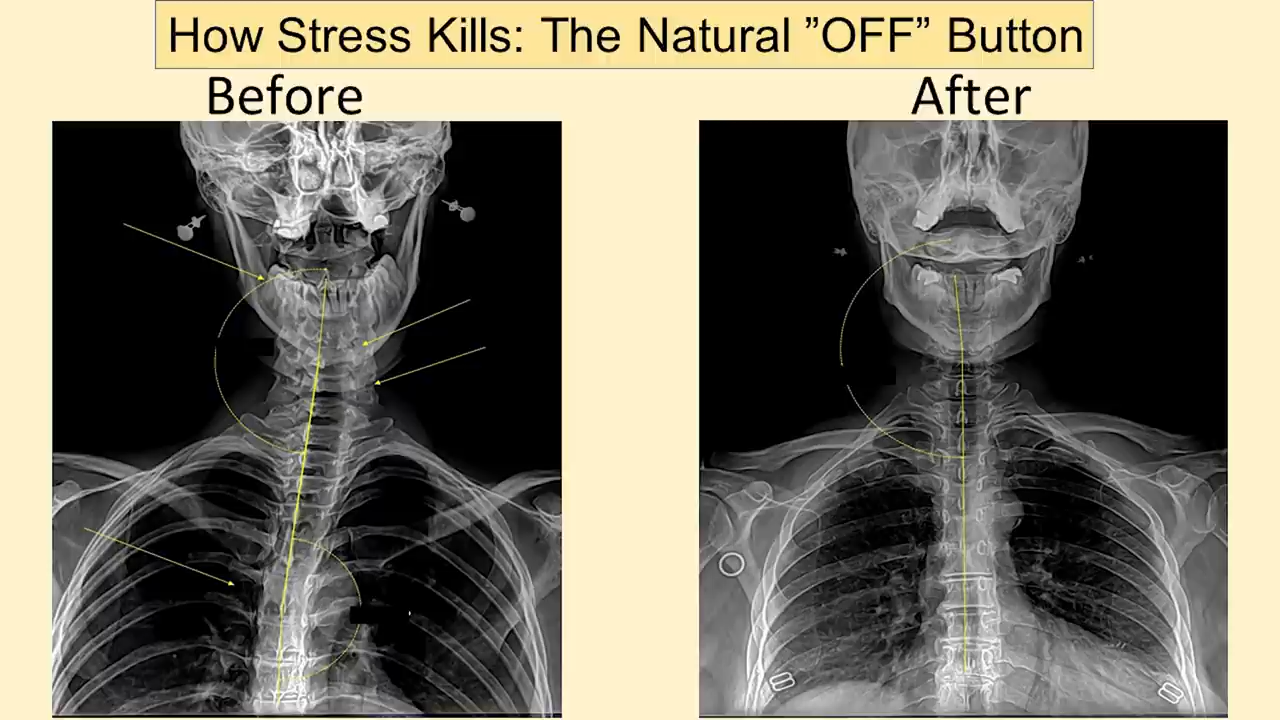 How Stress Kills: The Natural ”OFF” Button
Before
After